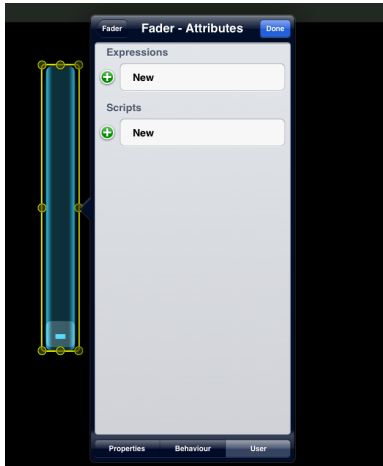 Fader Fader - Attributes Done
Expressions
New
Scripts
New
Properties Behaviour User